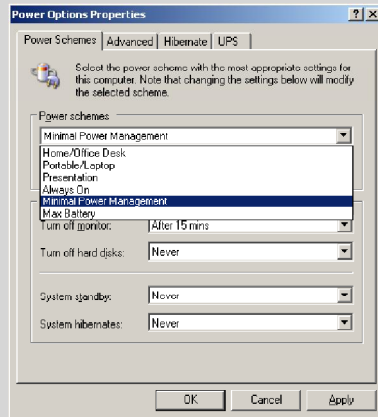 Power Options Properties
Power Schemes Advanced Hibernate UPS
Select the power scheme with the most appropriate settings for
this computer. Note that changing the settings below will modify
the selected scheme.
Power schemes
Minimal Power Management
Home/Office Desk
Portable/Laptop
Presentation
Always On
Minimal Power Management
Max Battery
Turn off monitor: After 15 mins
Turn off hard disks: Never
System standby: Never
System hibernates: Never
OK Cancel Apply